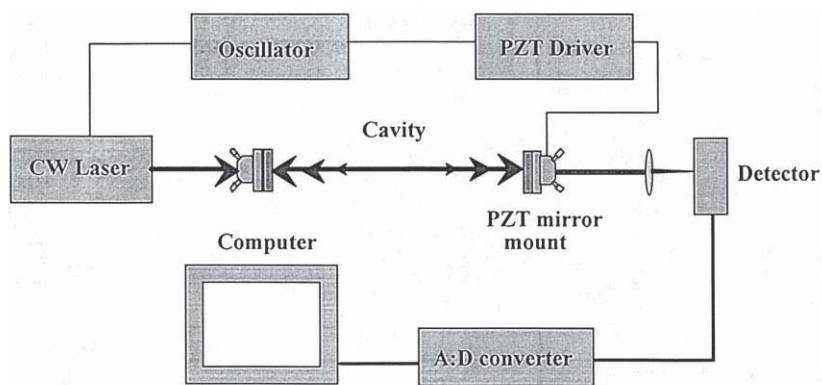 Oscillator
PZT Driver
Cavity
CW Laser
Detector
PZT mirror
mount
Computer
A:D converter